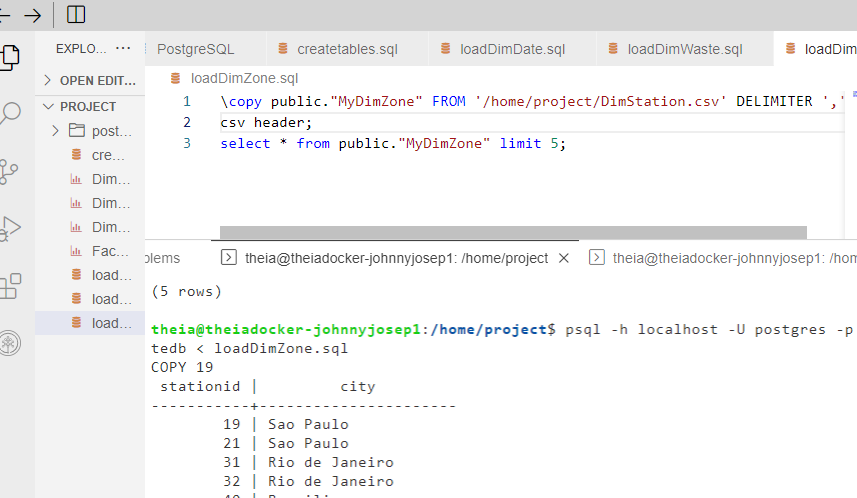 EXPLO... ...
PostgreSQL
createtables.sql
loadDimDate.sql
loadDimWaste.sql
loadDim
OPEN EDIT...
PROJECT
post...
cre...
Dim...
Dim...
Dim...
Fac...
load...
load...
load...
loadDimZone.sql
1 \copy public."MyDimZone" FROM '/home/project/DimStation.csv' DELIMITER ','
2 csv header;
3 select * from public."MyDimZone" limit 5;
blems
theia@theiadocker-johnnyjosep1: /home/project
theia@theiadocker-johnnyjosep1: /hom
(5 rows)
theia@theiadocker-johnnyjosep1:/home/project$ psql -h localhost -U postgres -p
tedb < loadDimZone.sql
COPY 19
stationid | city
-----------+----------------------
19 | Sao Paulo
21 | Sao Paulo
31 | Rio de Janeiro
32 | Rio de Janeiro